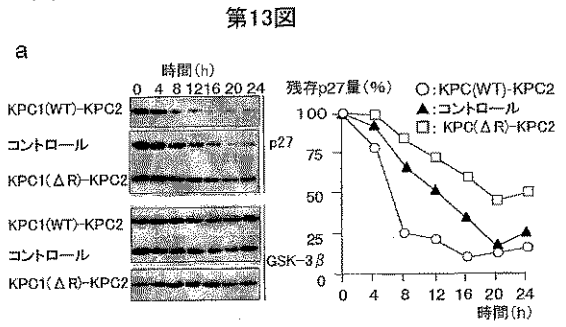 第13図
a
時間(h)
0 4 8 12 16 20 24
KPC1(WT)-KPC2
コントロール
KPC1(ΔR)-KPC2
p27
KPC1(WT)-KPC2
コントロール
KPC1(ΔR)-KPC2
GSK-3β
残存p27量(%)
○:KPC(WT)-KPC2
▲:コントロール
□:KPC(ΔR)-KPC2
100
75
50
25
0
0 4 8 12 16 20 24
時間(h)